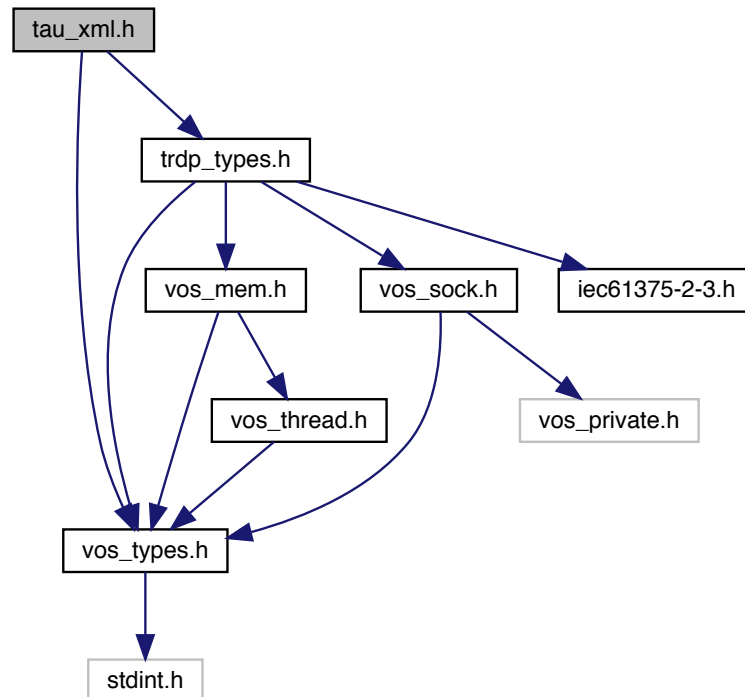 tau_xml.h
trdp_types.h
vos_mem.h
vos_sock.h
iec61375-2-3.h
vos_thread.h
vos_private.h
vos_types.h
stdint.h